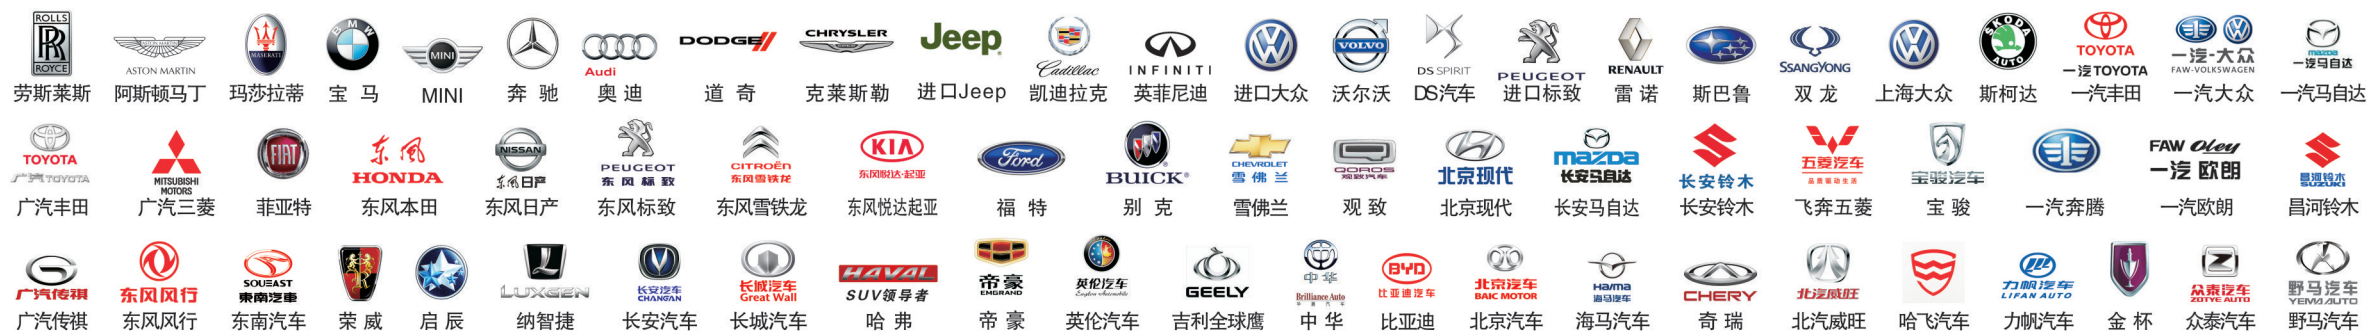 ROLLS RR ROYCE
劳斯莱斯
ASTON MARTIN
ASTON MARTIN
阿斯顿马丁
MASERATI
玛莎拉蒂
BMW
宝马
MINI
MINI
奔驰
Audi
奥迪
DODGE
道奇
CHRYSLER
克莱斯勒
Jeep
进口Jeep
Cadillac
凯迪拉克
INFINITI
英菲尼迪
进口大众
VOLVO
沃尔沃
DS SPIRIT
DS汽车
PEUGEOT
进口标致
RENAULT
雷诺
斯巴鲁
SSANGYONG
双龙
上海大众
SKODA AUTO
斯柯达
TOYOTA
一汽TOYOTA
一汽丰田
一汽-大众
FAW-VOLKSWAGEN
一汽大众
mazda
一汽马自达
一汽马自达
TOYOTA
广汽TOYOTA
广汽丰田
MITSUBISHI
MOTORS
广汽三菱
FIAT
菲亚特
东风
HONDA
东风本田
NISSAN
东风日产
东风日产
PEUGEOT
东风标致
东风标致
CITROËN
东风雪铁龙
东风雪铁龙
KIA
东风悦达·起亚
东风悦达起亚
Ford
福特
BUICK
别克
CHEVROLET
雪佛兰
雪佛兰
QOROS
观致汽车
观致
北京现代
北京现代
mazda
长安马自达
长安马自达
长安铃木
长安铃木
五菱汽车
品质驱动生活
飞奔五菱
宝骏汽车
宝骏
一汽奔腾
FAW Oley
一汽 欧朗
一汽欧朗
昌河铃木
SUZUKI
昌河铃木
广汽传祺
广汽传祺
东风风行
东风风行
SOUEAST
東南汽車
东南汽车
R
荣威
启辰
LUXGEN
纳智捷
长安汽车
CHANGAN
长安汽车
长城汽车
Great Wall
长城汽车
HAVAL
SUV领导者
哈弗
帝豪
EMGRAND
帝豪
英伦汽车
Englon Automobile
英伦汽车
GEELY
吉利全球鹰
中华
Brilliance Auto
华晨汽车
中华
BYD
比亚迪汽车
比亚迪
北京汽车
BAIC MOTOR
北京汽车
Haima
海马汽车
海马汽车
CHERY
奇瑞
北汽威旺
北汽威旺
哈飞汽车
力帆汽车
LIFAN AUTO
力帆汽车
金杯
Z
众泰汽车
ZOTYE AUTO
众泰汽车
野马汽车
YEMA AUTO
野马汽车